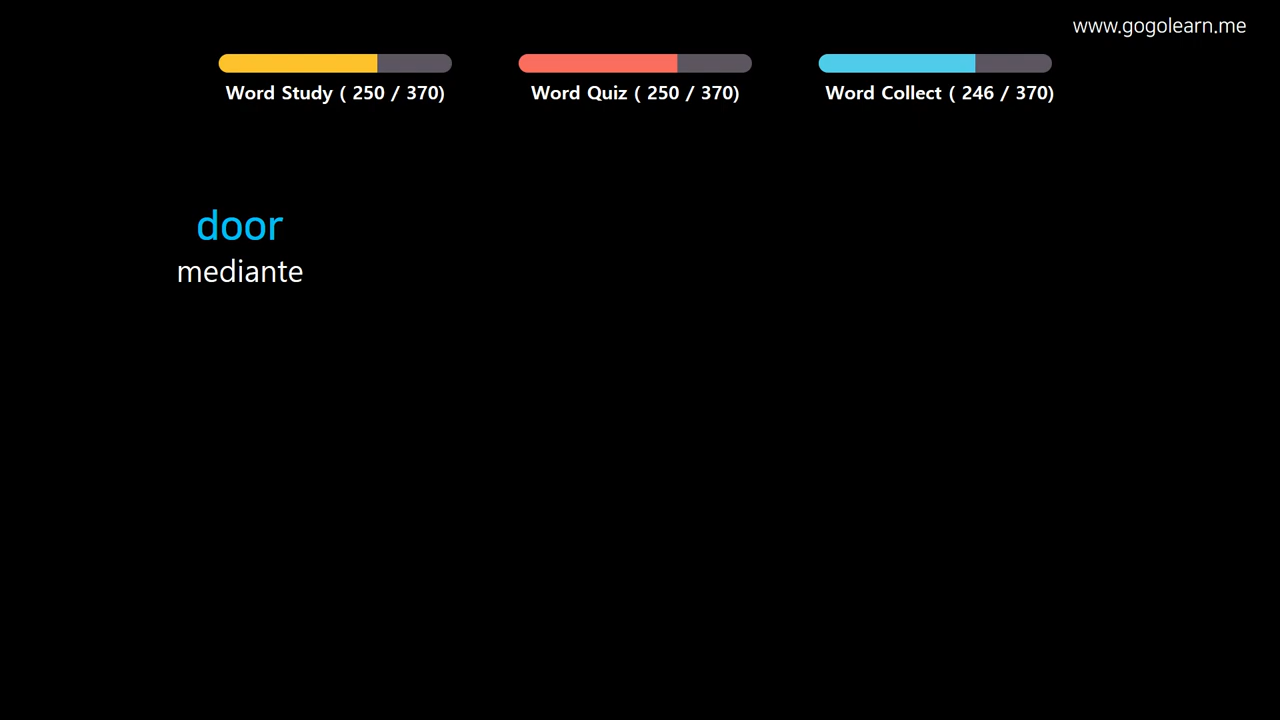 www.gogolearn.me
Word Study ( 250 / 370)
Word Quiz ( 250 / 370)
Word Collect ( 246 / 370)
door
mediante